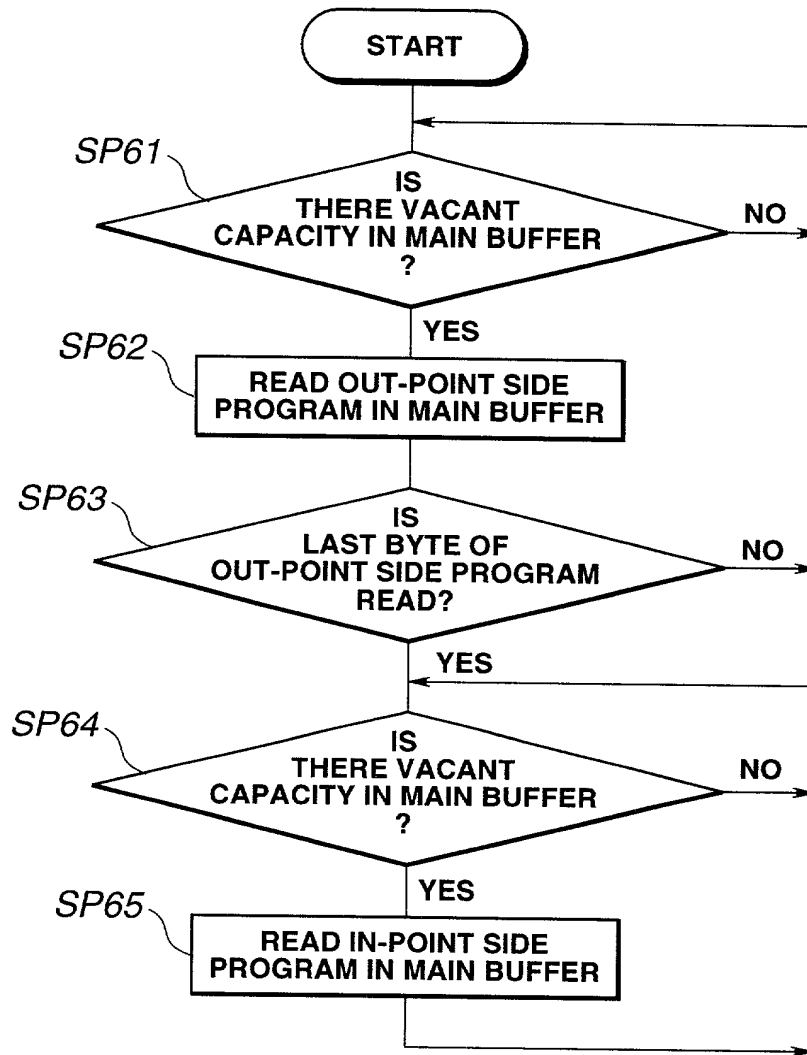 START
SP61
IS
THERE VACANT
CAPACITY IN MAIN BUFFER
?
NO
YES
SP62
READ OUT-POINT SIDE
PROGRAM IN MAIN BUFFER
SP63
IS
LAST BYTE OF
OUT-POINT SIDE PROGRAM
READ?
NO
YES
SP64
IS
THERE VACANT
CAPACITY IN MAIN BUFFER
?
NO
YES
SP65
READ IN-POINT SIDE
PROGRAM IN MAIN BUFFER